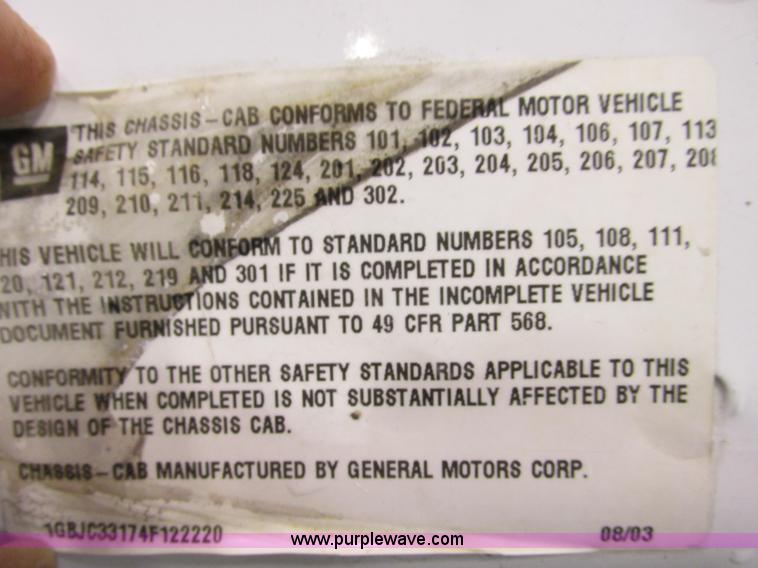 GM
THIS CHASSIS-CAB CONFORMS TO FEDERAL MOTOR VEHICLE
SAFETY STANDARD NUMBERS 101, 102, 103, 104, 106, 107, 113
114, 115, 116, 118, 124, 201, 202, 203, 204, 205, 206, 207, 208
209, 210, 211, 214, 225 AND 302.
HIS VEHICLE WILL CONFORM TO STANDARD NUMBERS 105, 108, 111,
20, 121, 212, 219 AND 301 IF IT IS COMPLETED IN ACCORDANCE
WITH THE INSTRUCTIONS CONTAINED IN THE INCOMPLETE VEHICLE
DOCUMENT FURNISHED PURSUANT TO 49 CFR PART 568.
CONFORMITY TO THE OTHER SAFETY STANDARDS APPLICABLE TO THIS
VEHICLE WHEN COMPLETED IS NOT SUBSTANTIALLY AFFECTED BY THE
DESIGN OF THE CHASSIS CAB.
CHASSIS-CAB MANUFACTURED BY GENERAL MOTORS CORP.
1GBJC33174F122220 08/03
www.purplewave.com